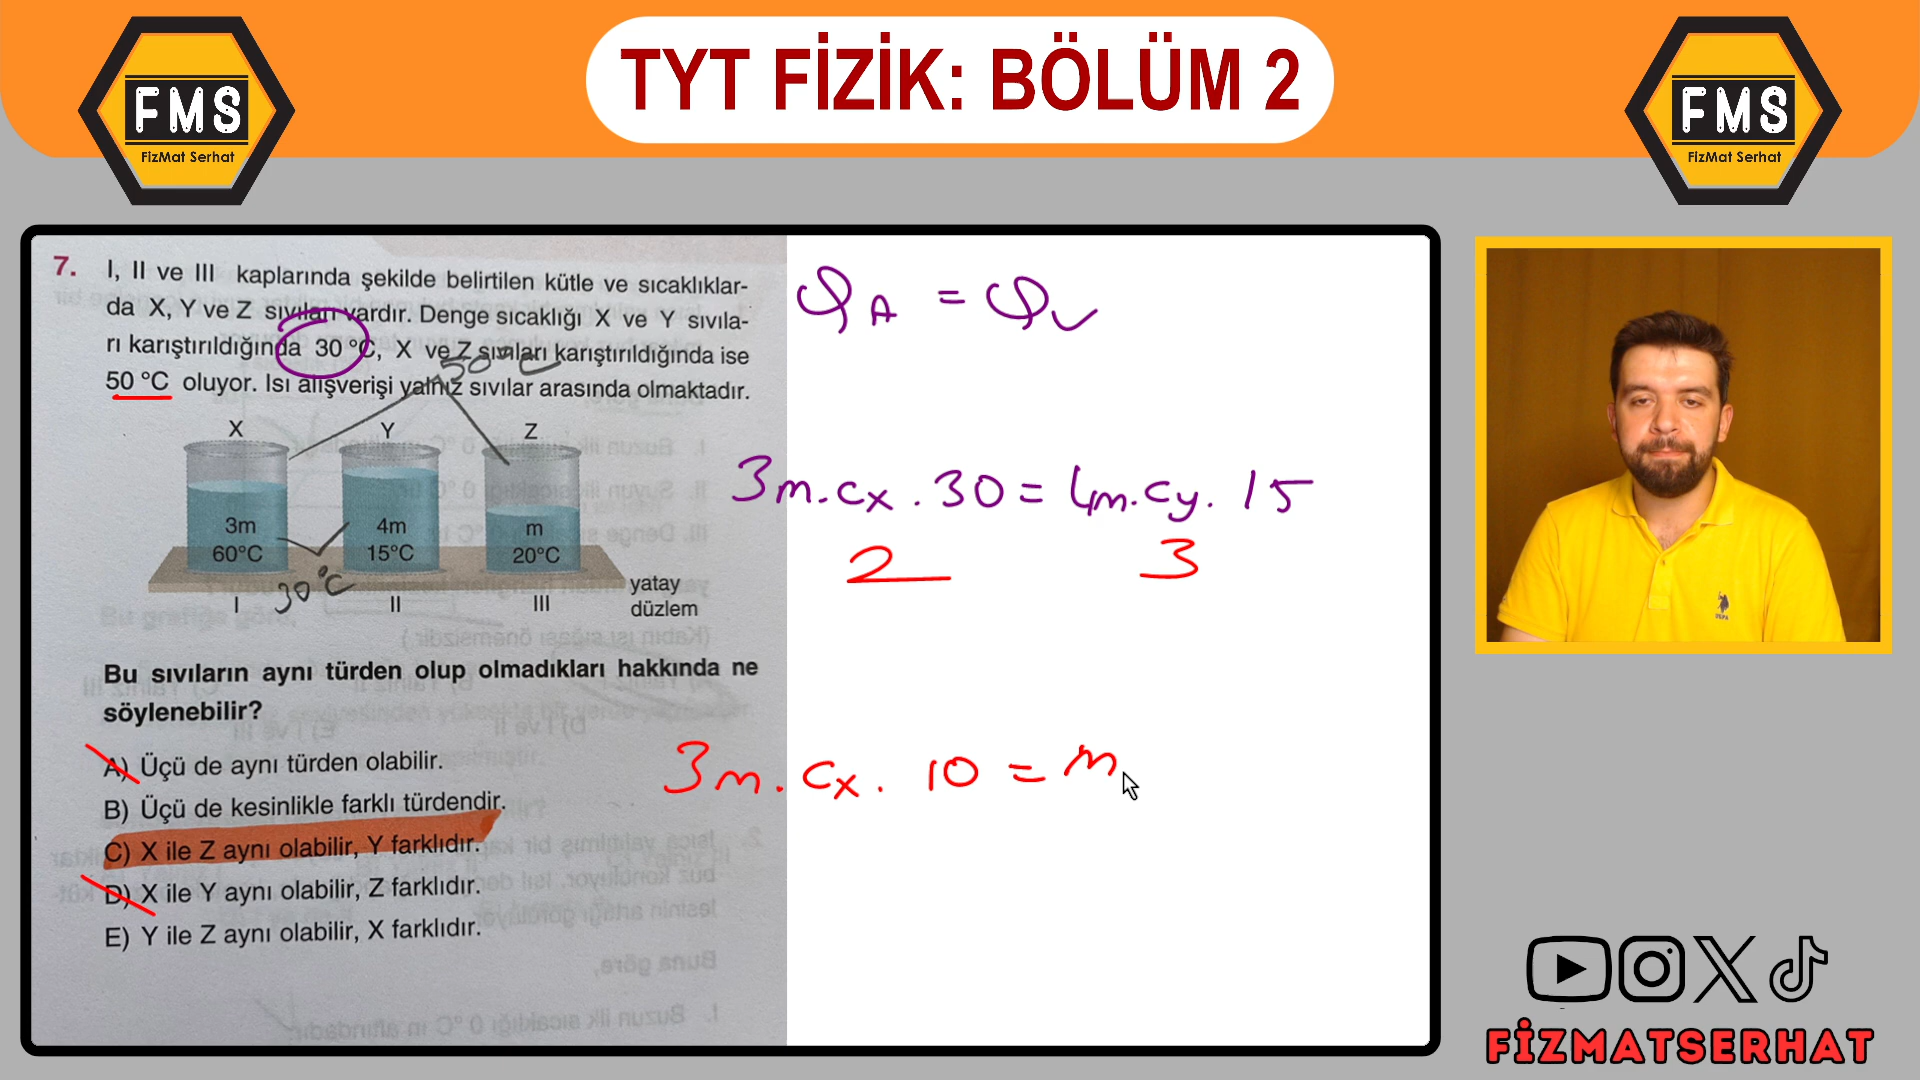 TYT FİZİK: BÖLÜM 2
FMS
FizMat Serhat
FMS
FizMat Serhat
7. I, II ve III kaplarında şekilde belirtilen kütle ve sıcaklıklar-
da X, Y ve Z sıvıları vardır. Denge sıcaklığı X ve Y sıvıla-
rı karıştırıldığında 30 °C, X ve Z sıvıları karıştırıldığında ise
50 °C oluyor. Isı alışverişi yalnız sıvılar arasında olmaktadır.
50°C
X Y Z
3m 4m m
60°C 15°C 20°C
30°C
I II III
yatay
düzlem
Bu sıvıların aynı türden olup olmadıkları hakkında ne
söylenebilir?
A) Üçü de aynı türden olabilir.
B) Üçü de kesinlikle farklı türdendir.
C) X ile Z aynı olabilir, Y farklıdır.
D) X ile Y aynı olabilir, Z farklıdır.
E) Y ile Z aynı olabilir, X farklıdır.
QA = QV
3m.cx.30 = 4m.cy.15
2 3
3m.cx.10 = m
FİZMATSERHAT